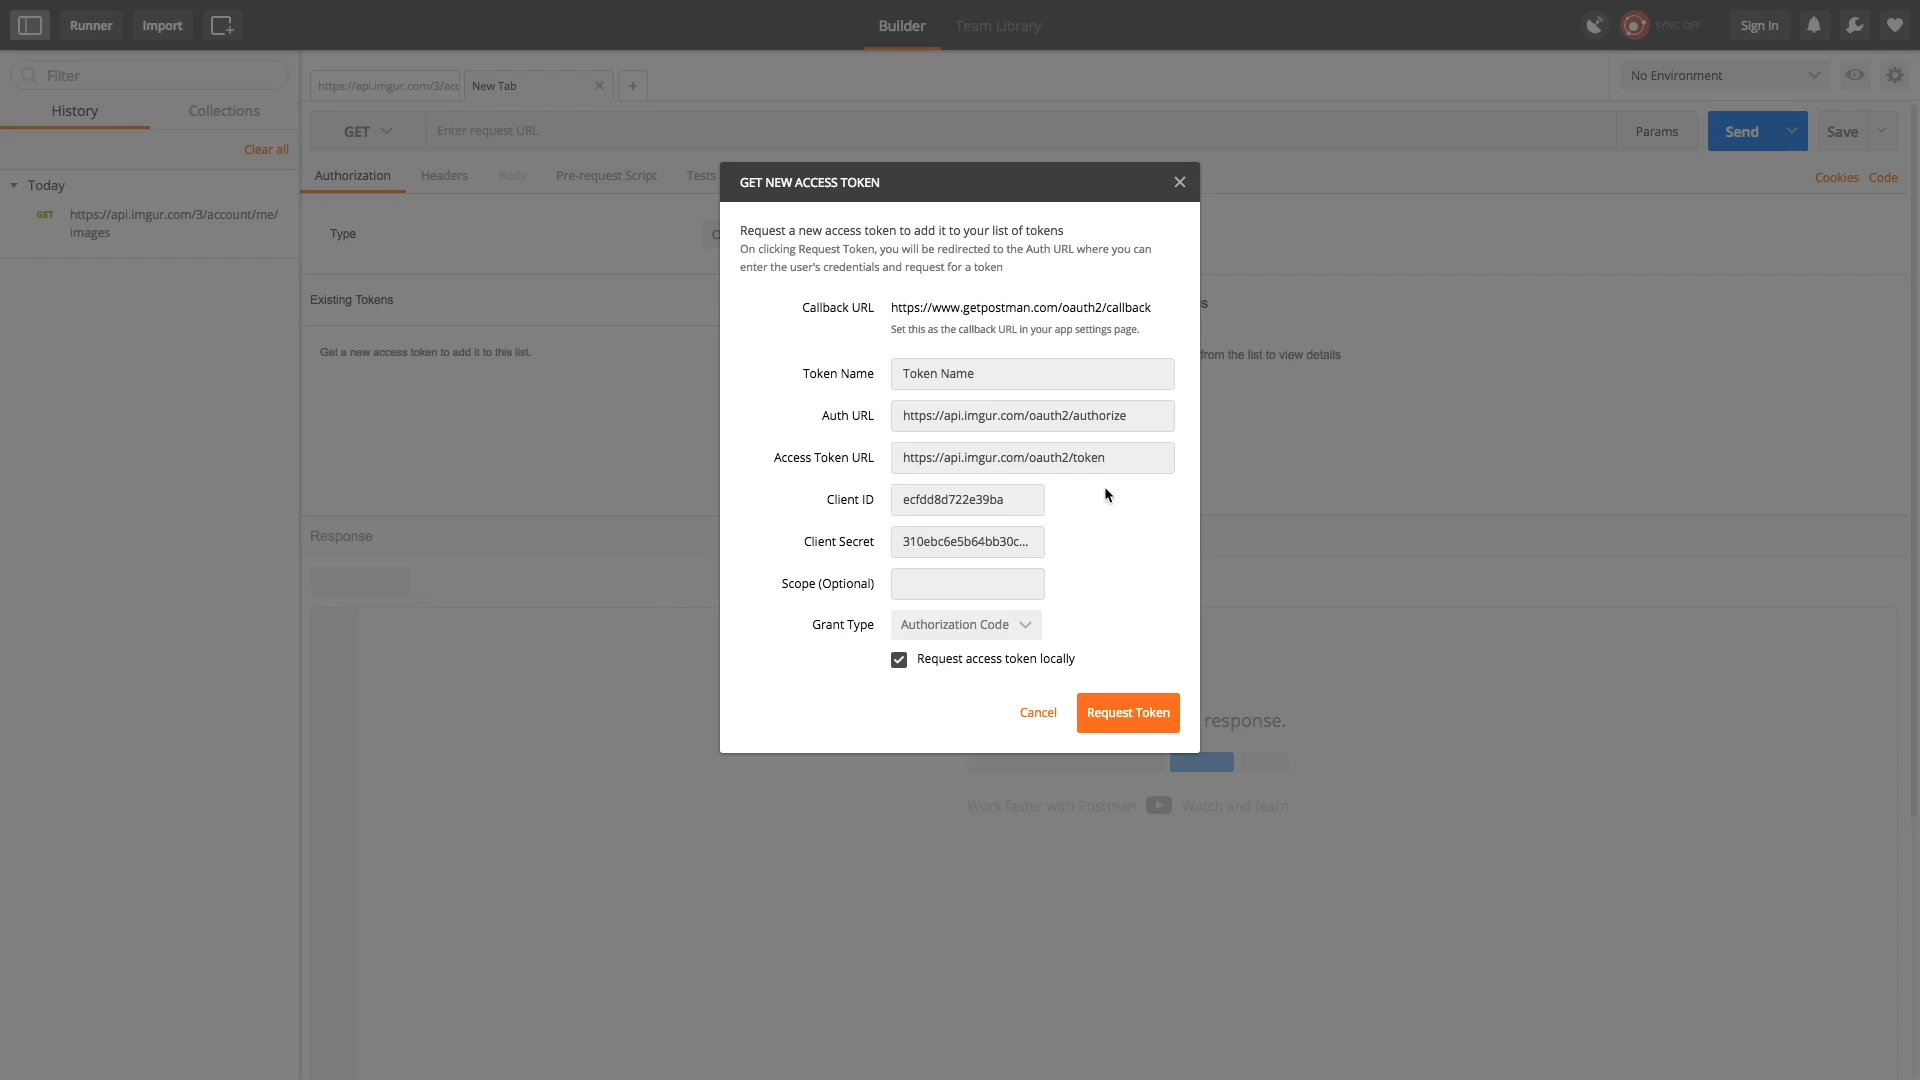 Runner
Import
Builder
Team Library
SYNC OFF
Sign In
Filter
History
Collections
Clear all
Today
GET
https://api.imgur.com/3/account/me/
images
https://api.imgur.com/3/acc
New Tab
No Environment
GET
Enter request URL
Params
Send
Save
Authorization
Headers
Body
Pre-request Script
Tests
Cookies
Code
Type
Existing Tokens
Get a new access token to add it to this list.
from the list to view details
Response
response.
Work faster with Postman
Watch and learn
GET NEW ACCESS TOKEN
Request a new access token to add it to your list of tokens
On clicking Request Token, you will be redirected to the Auth URL where you can
enter the user's credentials and request for a token
Callback URL
https://www.getpostman.com/oauth2/callback
Set this as the callback URL in your app settings page.
Token Name
Token Name
Auth URL
https://api.imgur.com/oauth2/authorize
Access Token URL
https://api.imgur.com/oauth2/token
Client ID
ecfdd8d722e39ba
Client Secret
310ebc6e5b64bb30c...
Scope (Optional)
Grant Type
Authorization Code
Request access token locally
Cancel
Request Token